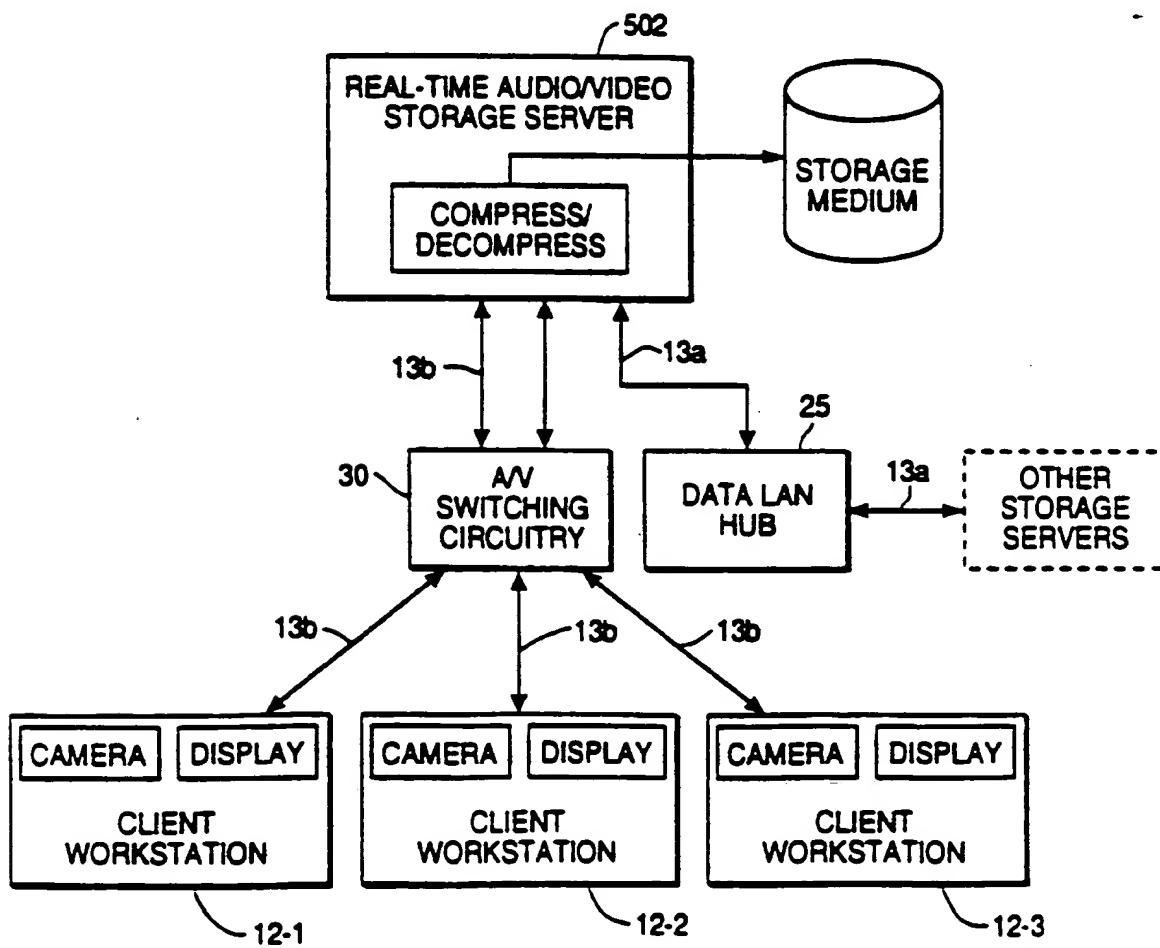 502
REAL-TIME AUDIO/VIDEO
STORAGE SERVER
COMPRESS/
DECOMPRESS
STORAGE
MEDIUM
13b
13a
25
30
A/V
SWITCHING
CIRCUITRY
DATA LAN
HUB
13a
OTHER
STORAGE
SERVERS
13b
13b
13b
CAMERA
DISPLAY
CLIENT
WORKSTATION
CAMERA
DISPLAY
CLIENT
WORKSTATION
CAMERA
DISPLAY
CLIENT
WORKSTATION
12-1
12-2
12-3